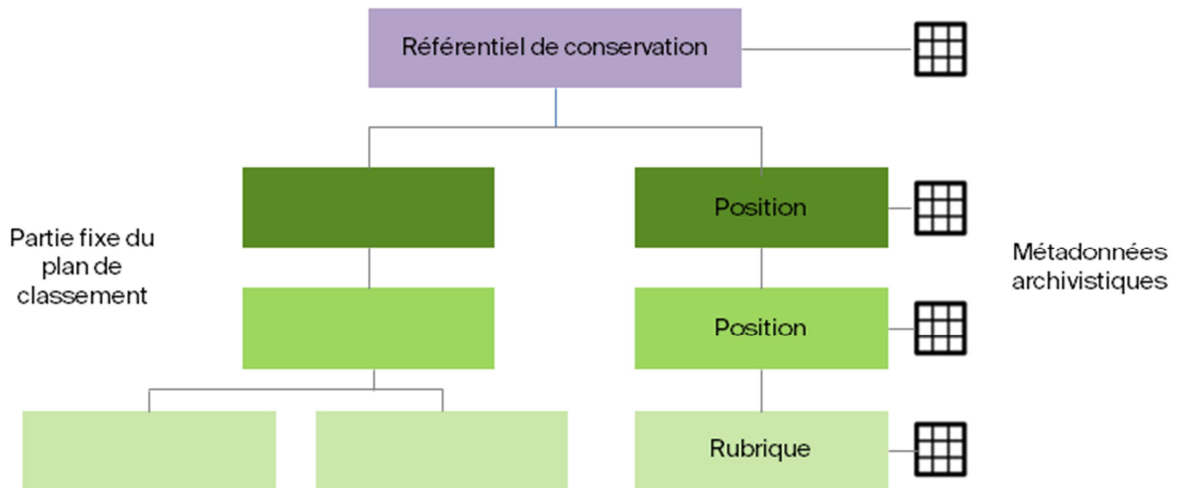 Référentiel de conservation
Position
Partie fixe du
plan de
classement
Métadonnées
archivistiques
Position
Rubrique